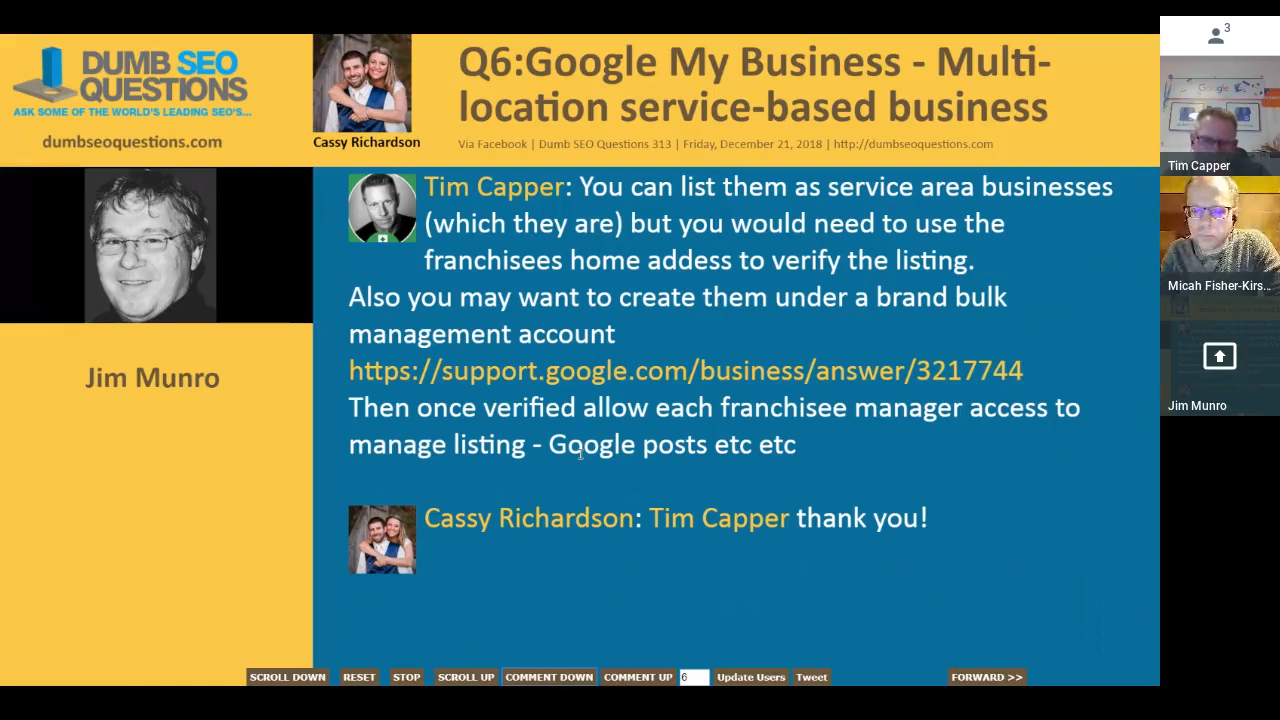 DUMB SEO
QUESTIONS
ASK SOME OF THE WORLD'S LEADING SEO'S...
dumbseoquestions.com
Cassy Richardson
Q6:Google My Business - Multi-
location service-based business
Via Facebook | Dumb SEO Questions 313 | Friday, December 21, 2018 | http://dumbseoquestions.com
Jim Munro
Tim Capper: You can list them as service area businesses
(which they are) but you would need to use the
franchisees home addess to verify the listing.
Also you may want to create them under a brand bulk
management account
https://support.google.com/business/answer/3217744
Then once verified allow each franchisee manager access to
manage listing - Google posts etc etc
Cassy Richardson: Tim Capper thank you!
SCROLL DOWN RESET STOP SCROLL UP COMMENT DOWN COMMENT UP 6 Update Users Tweet FORWARD >>
3
Google
Tim Capper
Micah Fisher-Kirs...
Jim Munro